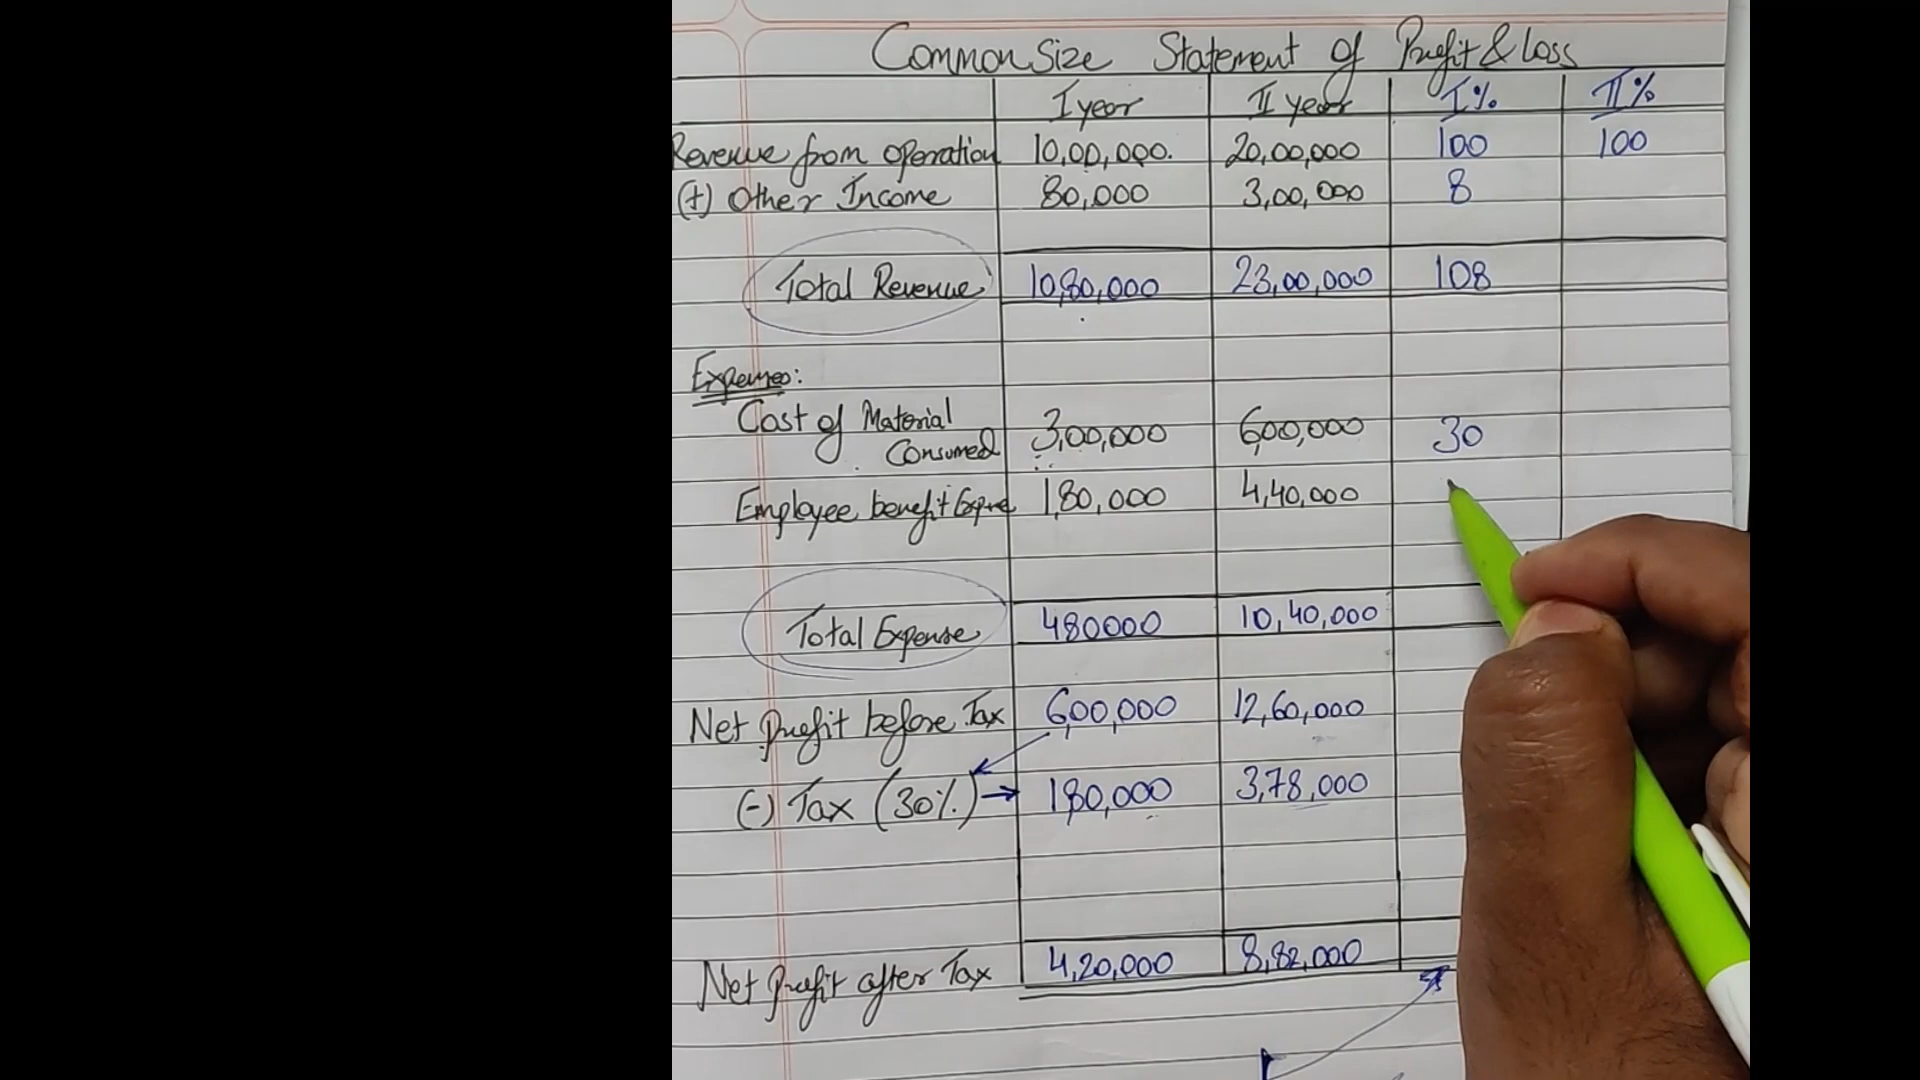 Common Size Statement of Profit & Loss
I year II year I% II%
Revenue from operation 10,00,000. 20,00,000 100 100
(+) Other Income 80,000 3,00,000 8
Total Revenue 10,80,000 23,00,000 108
Expenses:
Cost of Material
Consumed 3,00,000 6,00,000 30
Employee benefit 1,80,000 4,40,000
Total Expense 480000 10,40,000
Net Profit before Tax 6,00,000 12,60,000
(-) Tax (30%) → 1,80,000 3,78,000
Net Profit after Tax 4,20,000 8,82,000